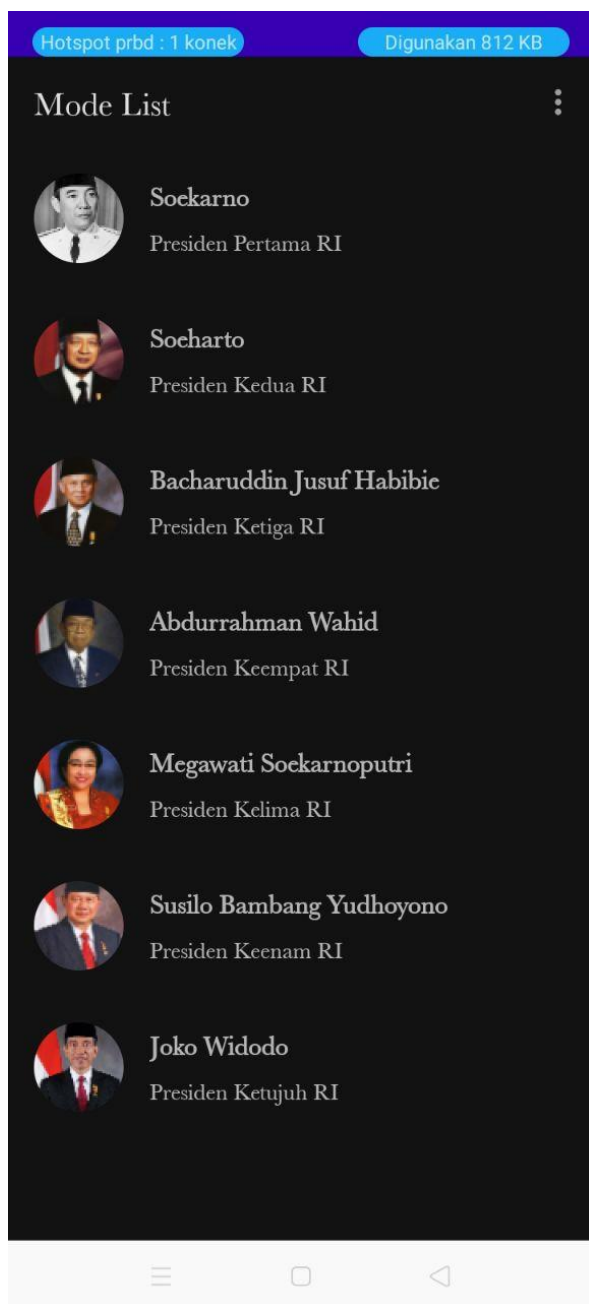 Hotspot prbd : 1 konek
Digunakan 812 KB
Mode List
Soekarno
Presiden Pertama RI
Soeharto
Presiden Kedua RI
Bacharuddin Jusuf Habibie
Presiden Ketiga RI
Abdurrahman Wahid
Presiden Keempat RI
Megawati Soekarnoputri
Presiden Kelima RI
Susilo Bambang Yudhoyono
Presiden Keenam RI
Joko Widodo
Presiden Ketujuh RI